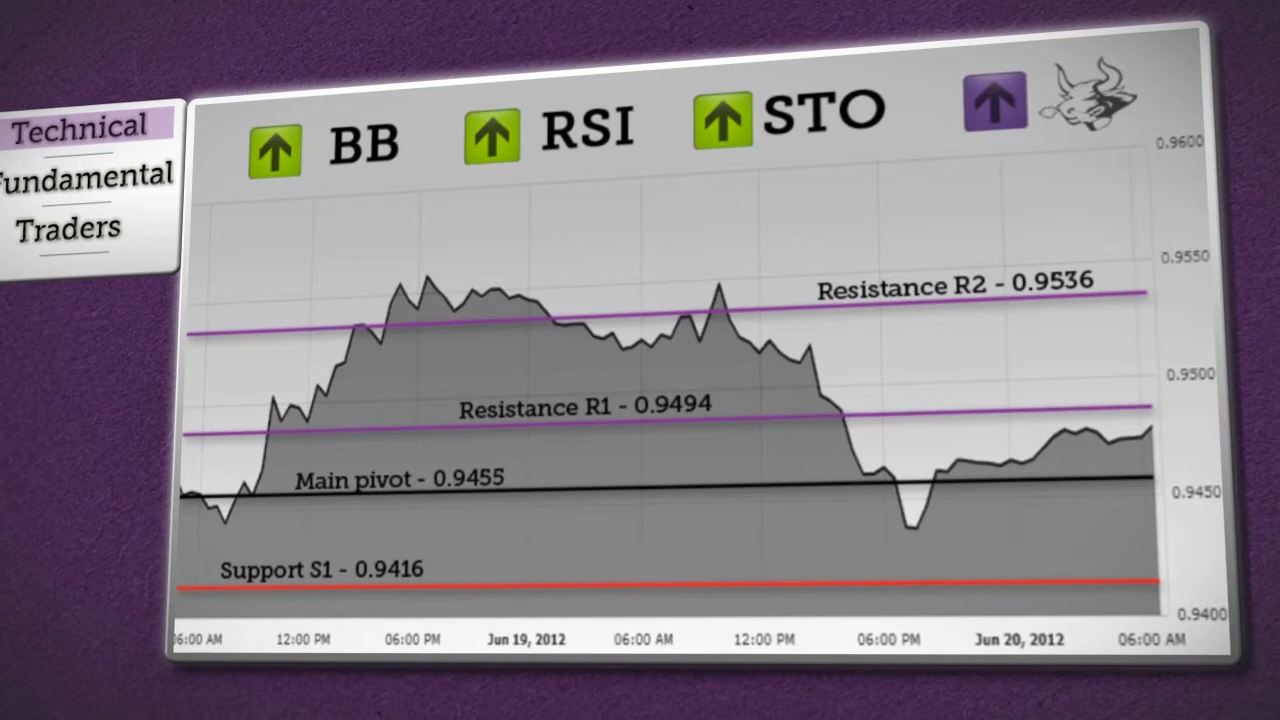 Technical
Fundamental
Traders
BB RSI STO
0.9600
0.9550
Resistance R2 - 0.9536
0.9500
Resistance R1 - 0.9494
Main pivot - 0.9455
0.9450
Support S1 - 0.9416
0.9400
06:00 AM 12:00 PM 06:00 PM Jun 19, 2012 06:00 AM 12:00 PM 06:00 PM Jun 20, 2012 06:00 AM